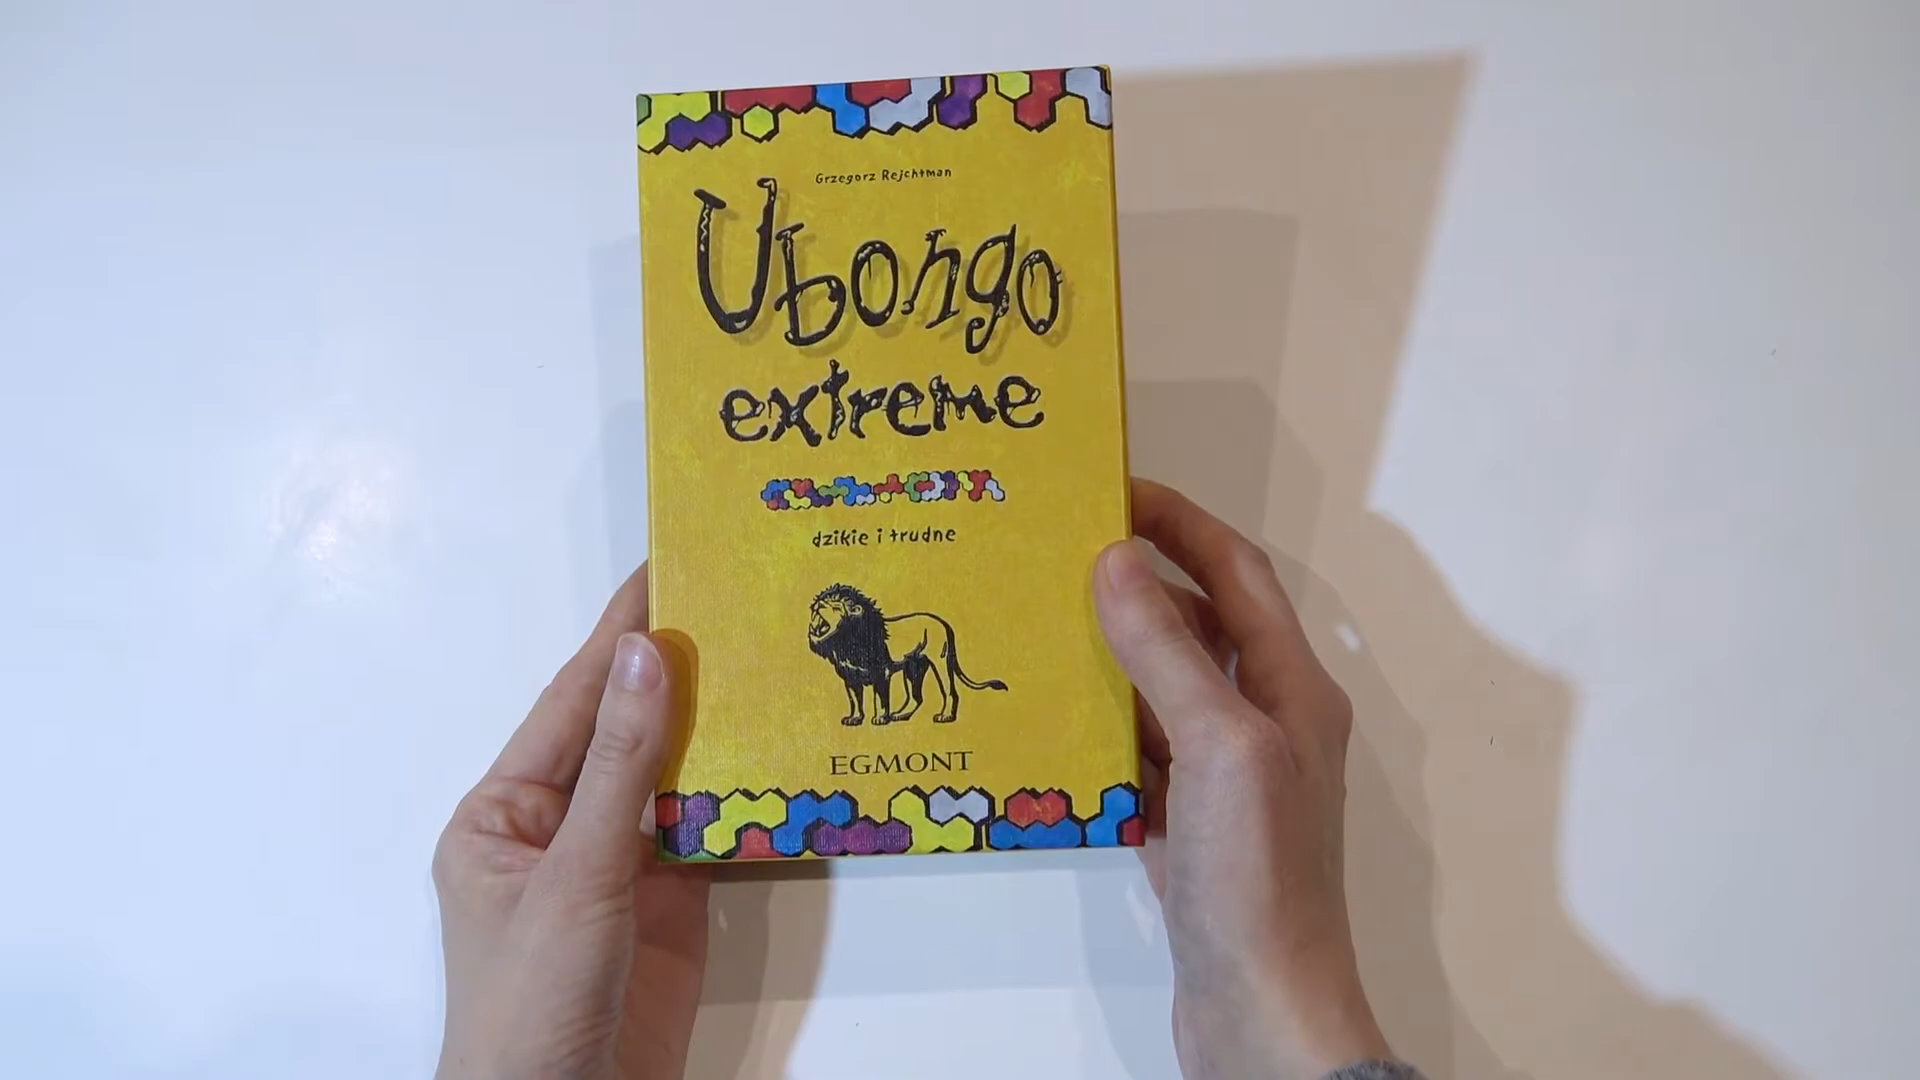 Grzegorz Rejchtman
Ubongo
extreme
dzikie i trudne
EGMONT